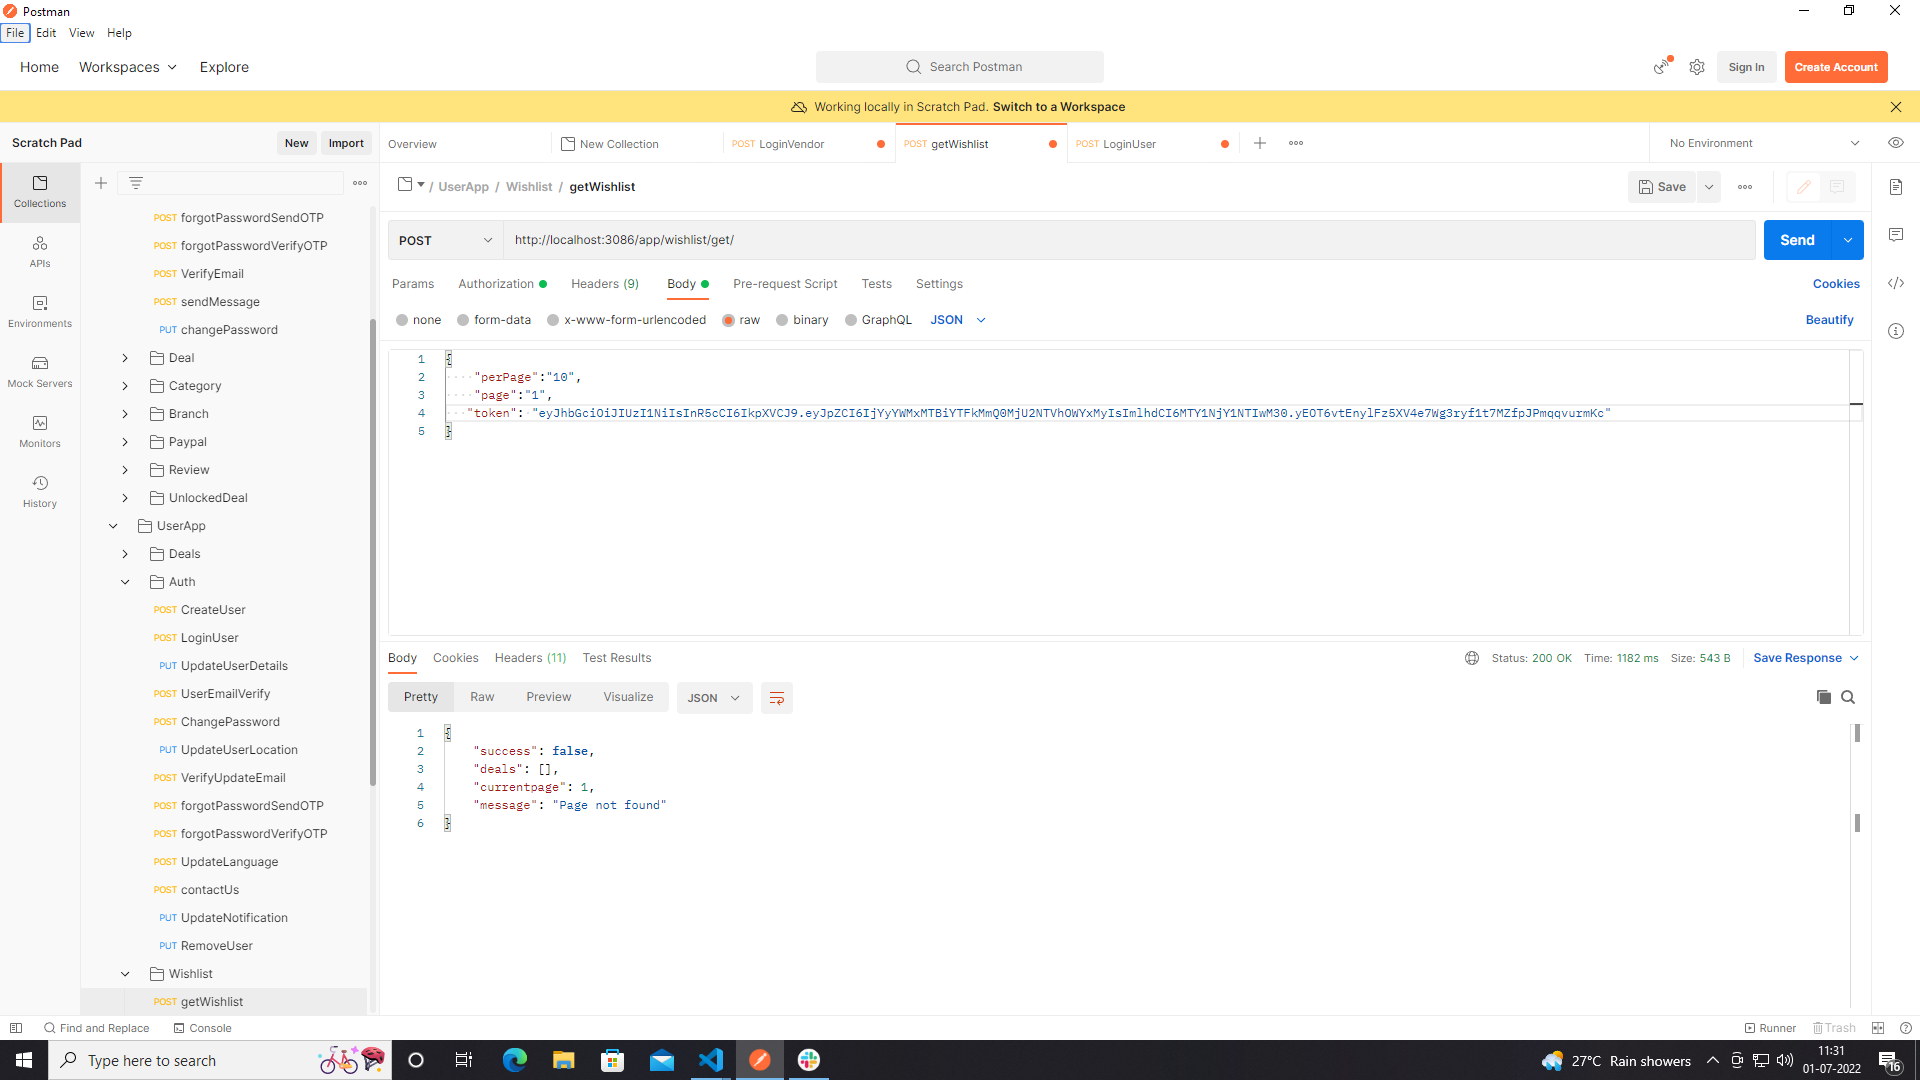 Postman
File Edit View Help
Home Workspaces Explore
Search Postman
Sign In Create Account
Working locally in Scratch Pad. Switch to a Workspace
Scratch Pad New Import
Overview New Collection POST LoginVendor POST getWishlist POST LoginUser
No Environment
Collections
APIs
Environments
Mock Servers
Monitors
History
POST forgotPasswordSendOTP
POST forgotPasswordVerifyOTP
POST VerifyEmail
POST sendMessage
PUT changePassword
Deal
Category
Branch
Paypal
Review
UnlockedDeal
UserApp
Deals
Auth
POST CreateUser
POST LoginUser
PUT UpdateUserDetails
POST UserEmailVerify
POST ChangePassword
PUT UpdateUserLocation
POST VerifyUpdateEmail
POST forgotPasswordSendOTP
POST forgotPasswordVerifyOTP
POST UpdateLanguage
POST contactUs
PUT UpdateNotification
PUT RemoveUser
Wishlist
POST getWishlist
/ UserApp / Wishlist / getWishlist
Save
POST http://localhost:3086/app/wishlist/get/
Send
Params Authorization Headers (9) Body Pre-request Script Tests Settings
Cookies
none form-data x-www-form-urlencoded raw binary GraphQL JSON
Beautify
1 {
2 "perPage":"10",
3 "page":"1",
4 "token":
5 }
Body Cookies Headers (11) Test Results
Status: 200 OK Time: 1182 ms Size: 543 B Save Response
Pretty Raw Preview Visualize JSON
1 {
2 "success": false,
3 "deals": [],
4 "currentpage": 1,
5 "message": "Page not found"
6 }
Find and Replace Console
Runner Trash
Type here to search
27°C Rain showers
11:31
01-07-2022
16